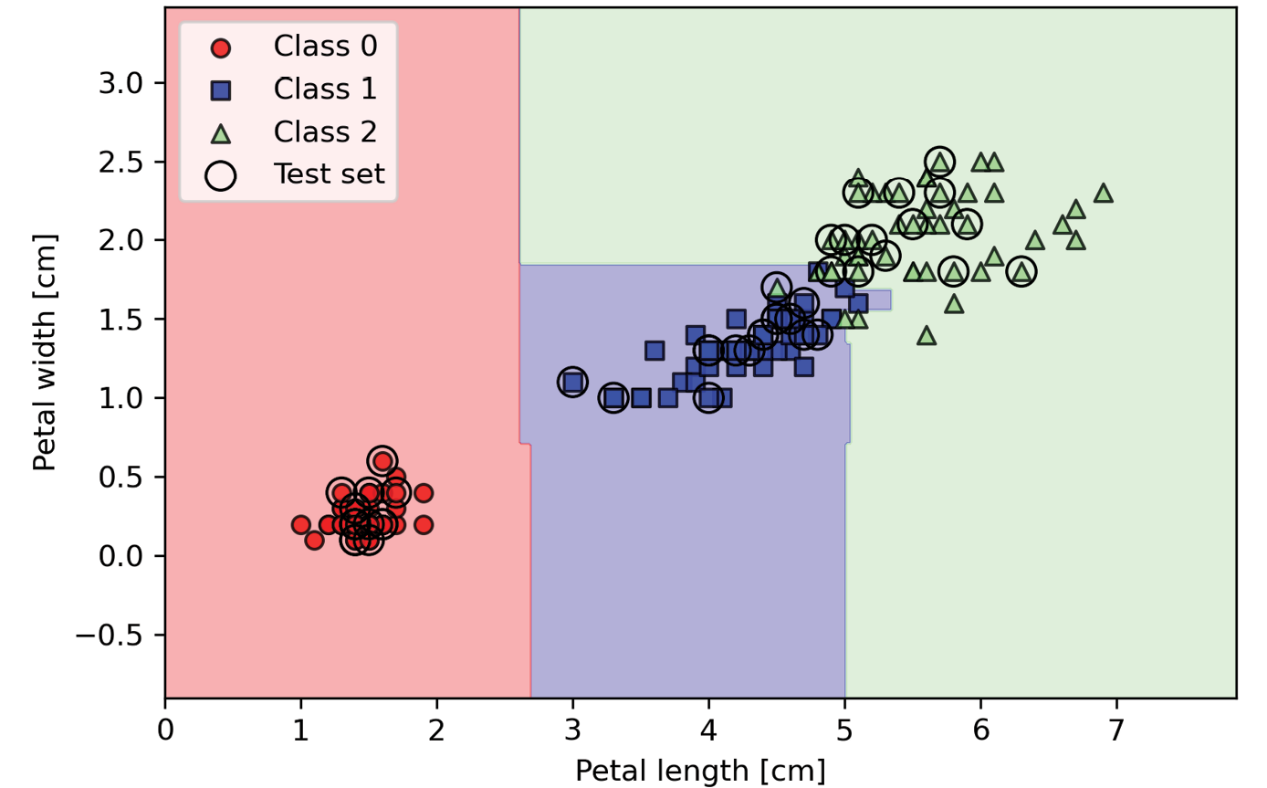 Class 0
Class 1
Class 2
Test set
3.0
2.5
2.0
1.5
1.0
0.5
0.0
−0.5
Petal width [cm]
0 1 2 3 4 5 6 7
Petal length [cm]